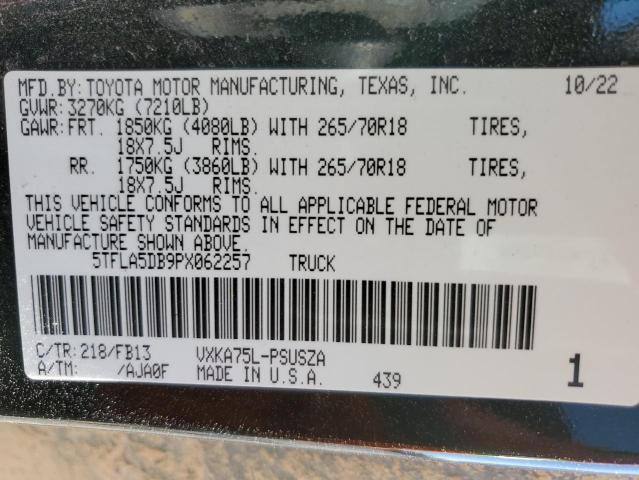 MFD.BY: TOYOTA MOTOR MANUFACTURING, TEXAS, INC. 10/22
GVWR: 3270KG (7210LB)
GAWR: FRT. 1850KG (4080LB) WITH 265/70R18 TIRES,
18X7.5J RIMS.
RR. 1750KG (3860LB) WITH 265/70R18 TIRES,
18X7.5J RIMS.
THIS VEHICLE CONFORMS TO ALL APPLICABLE FEDERAL MOTOR
VEHICLE SAFETY STANDARDS IN EFFECT ON THE DATE OF
MANUFACTURE SHOWN ABOVE.
5TFLA5DB9PX062257 TRUCK
C/TR: 218/FB13 VXKA75L-PSUSZA
A/TM: /AJA0F MADE IN U.S.A. 439 1